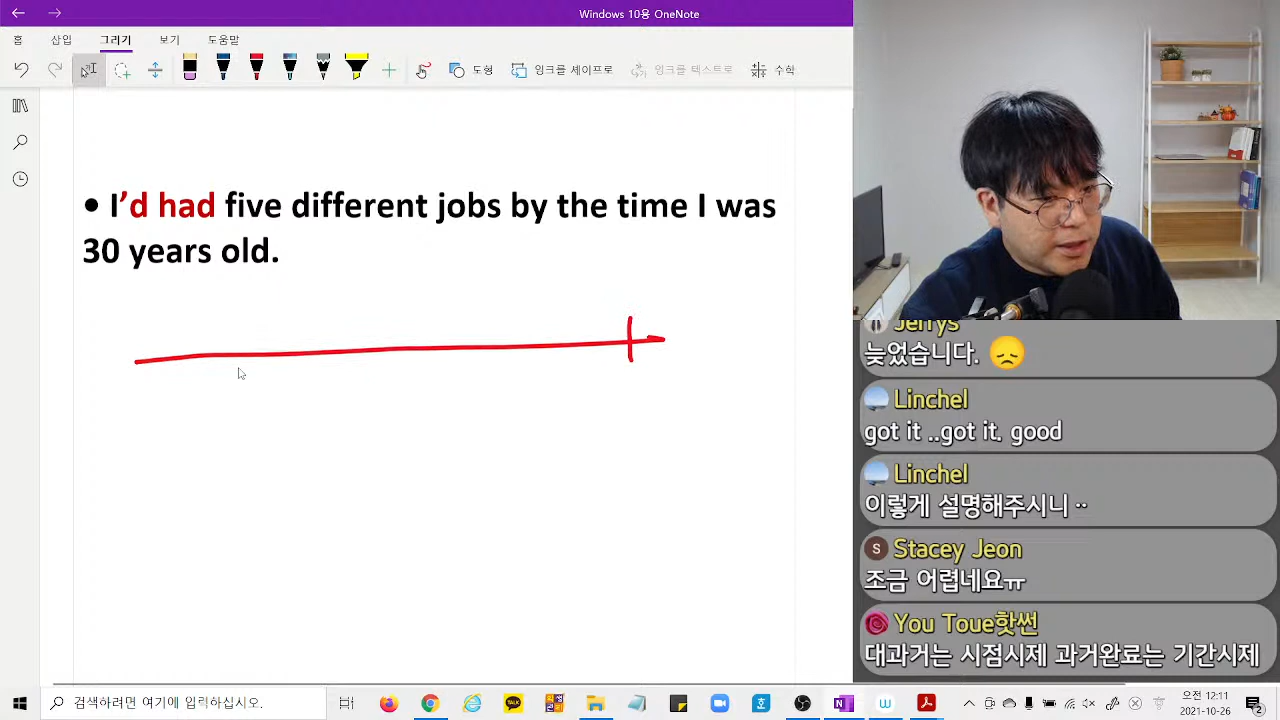 Windows 10용 OneNote
홈 삽입 그리기 보기 도움말
도형 잉크를 셰이프로 잉크를 텍스트로 수학
• I'd had five different jobs by the time I was
30 years old.
Jerrys
늦었습니다. 😞
Linchel
got it ..got it. good
Linchel
이렇게 설명해주시니 ··
S Stacey Jeon
조금 어렵네요ㅠ
You Toue핫썬
대과거는 시점시제 과거완료는 기간시제
검색하려면 여기에 입력하십시오.
TALK
N W
오전 11:11
2021-10-26
2